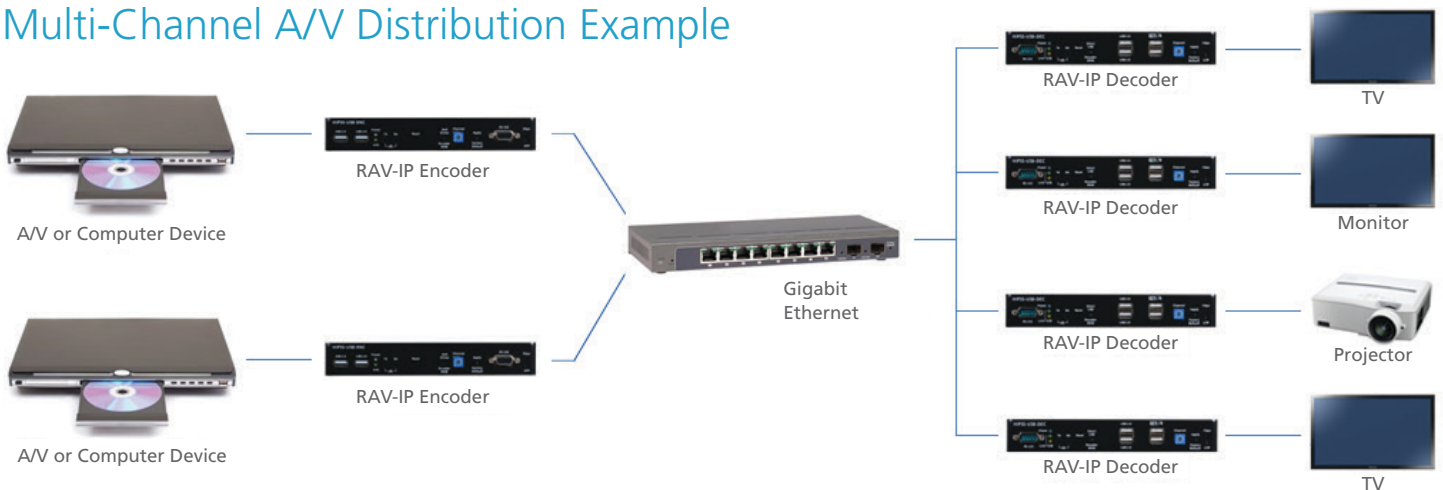 Multi-Channel A/V Distribution Example
RAV-IP Decoder
TV
RAV-IP Encoder
A/V or Computer Device
RAV-IP Decoder
Monitor
Gigabit
Ethernet
RAV-IP Decoder
Projector
RAV-IP Encoder
A/V or Computer Device
RAV-IP Decoder
TV